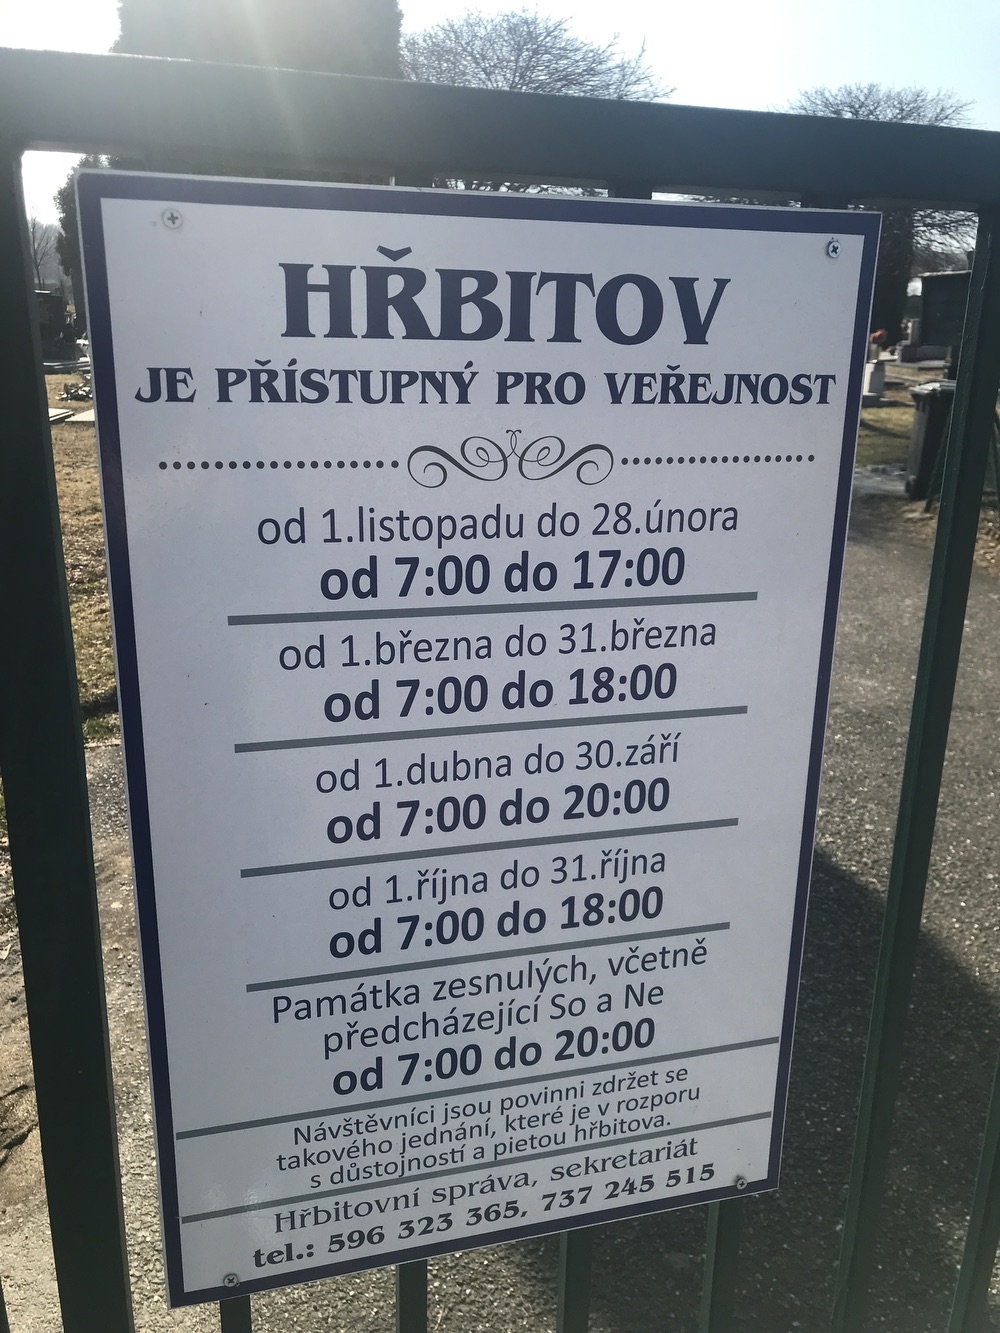 HŘBITOV
JE PŘÍSTUPNÝ PRO VEŘEJNOST
od 1.listopadu do 28.února
od 7:00 do 17:00
od 1.března do 31.března
od 7:00 do 18:00
od 1.dubna do 30.září
od 7:00 do 20:00
od 1.října do 31.října
od 7:00 do 18:00
Památka zesnulých, včetně
předcházející So a Ne
od 7:00 do 20:00
Návštěvníci jsou povinni zdržet se
takového jednání, které je v rozporu
s důstojností a pietou hřbitova.
Hřbitovní správa, sekretariát
tel.: 596 323 365, 737 245 515